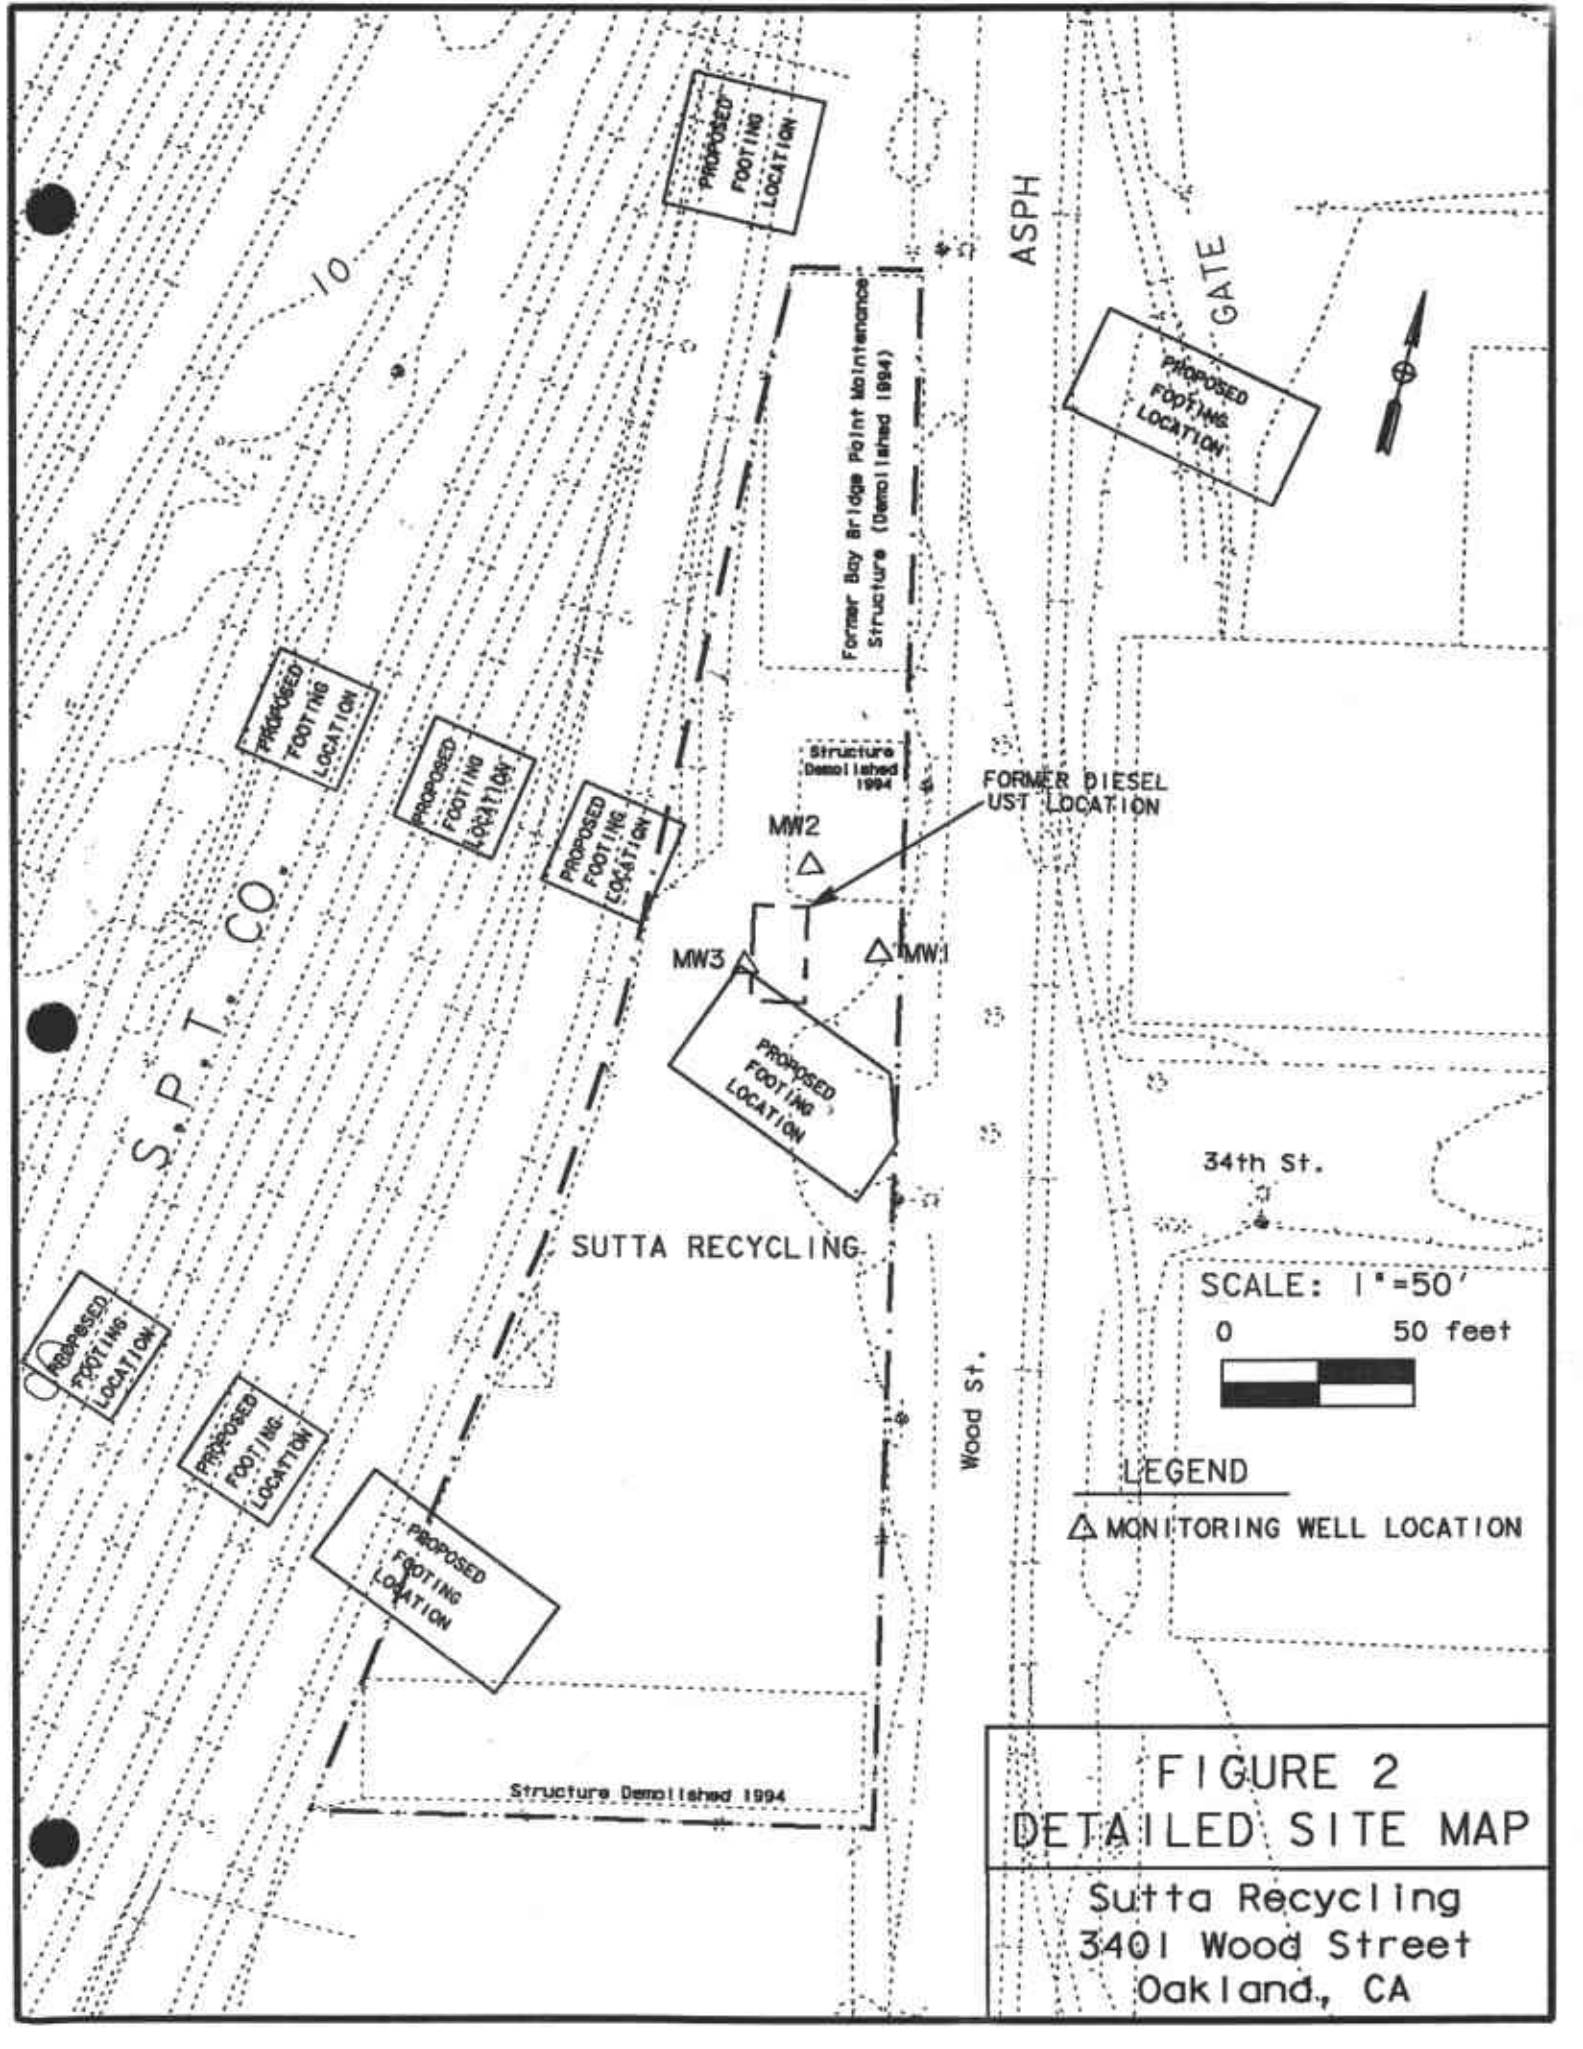 PROPOSED
FOOTING
LOCATION
ASPH
GATE
10
PROPOSED
FOOTING
LOCATION
Former Bay Bridge Point Maintenance
Structure (Demolished 1994)
PROPOSED
FOOTING
LOCATION
PROPOSED
FOOTING
LOCATION
PROPOSED
FOOTING
LOCATION
Structure
Demolished
1994
FORMER DIESEL
UST LOCATION
MW2
MW3
MW1
S.P.T. CO.
PROPOSED
FOOTING
LOCATION
34th St.
SUTTA RECYCLING
SCALE: 1"=50'
0 50 feet
PROPOSED
FOOTING
LOCATION
PROPOSED
FOOTING
LOCATION
Wood St.
LEGEND
MONITORING WELL LOCATION
PROPOSED
FOOTING
LOCATION
Structure Demolished 1994
FIGURE 2
DETAILED SITE MAP
Sutta Recycling
3401 Wood Street
Oakland, CA